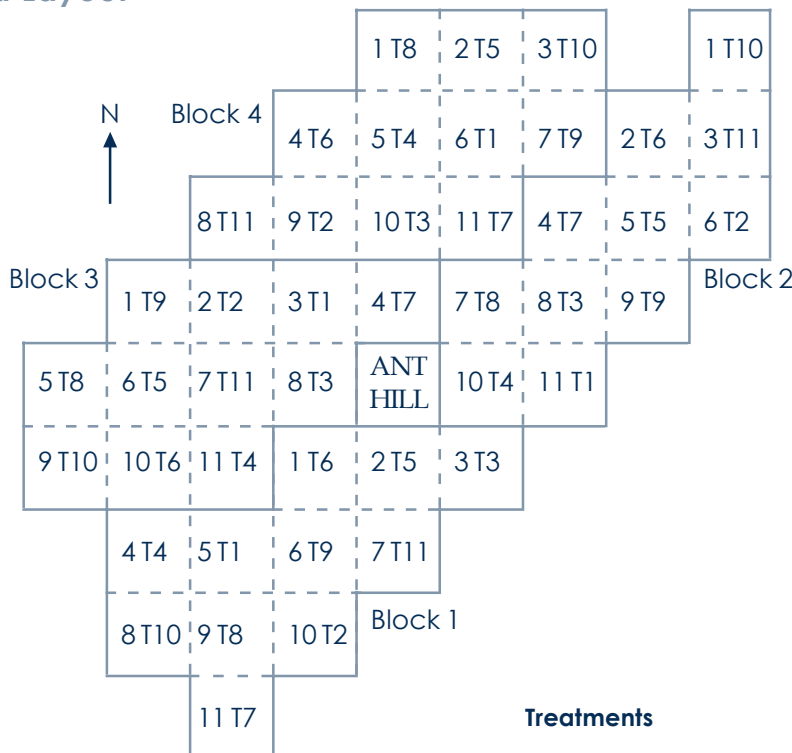 1 T8 2 T5 3 T10 1 T10
N Block 4
4 T6 5 T4 6 T1 7 T9 2 T6 3 T11
8 T11 9 T2 10 T3 11 T7 4 T7 5 T5 6 T2
Block 3 Block 2
1 T9 2 T2 3 T1 4 T7 7 T8 8 T3 9 T9
5 T8 6 T5 7 T11 8 T3 ANT HILL 10 T4 11 T1
9 T10 10 T6 11 T4 1 T6 2 T5 3 T3
4 T4 5 T1 6 T9 7 T11
8 T10 9 T8 10 T2 Block 1
11 T7 Treatments